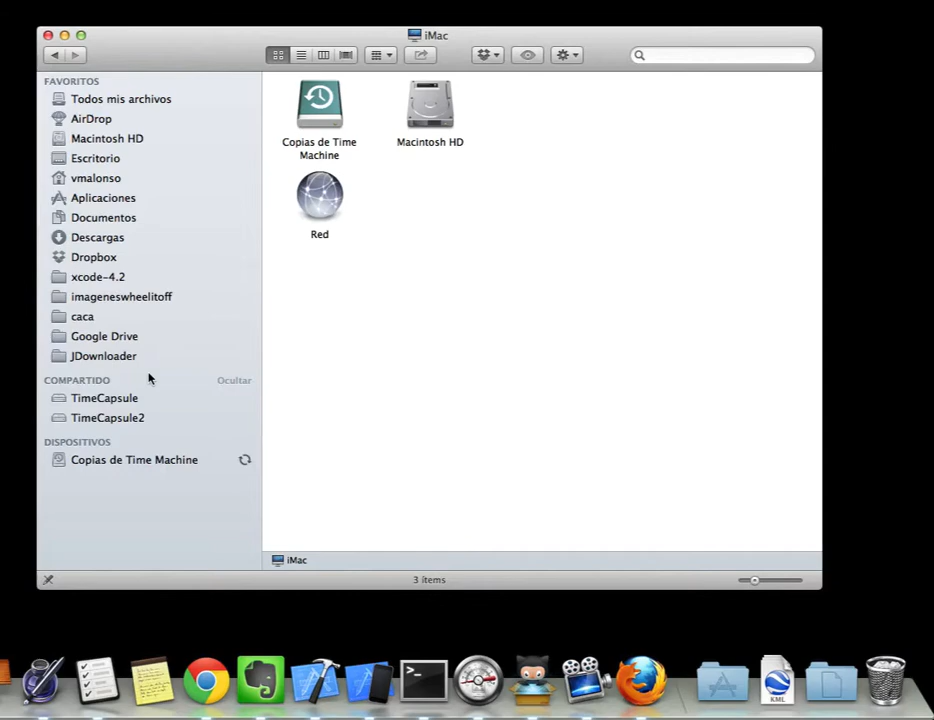 iMac
FAVORITOS
Todos mis archivos
AirDrop
Macintosh HD
Escritorio
vmalonso
Aplicaciones
Documentos
Descargas
Dropbox
xcode-4.2
imageneswheelitoff
caca
Google Drive
JDownloader
COMPARTIDO Ocultar
TimeCapsule
TimeCapsule2
DISPOSITIVOS
Copias de Time Machine
Copias de Time
Machine
Macintosh HD
Red
iMac
3 ítems
KML